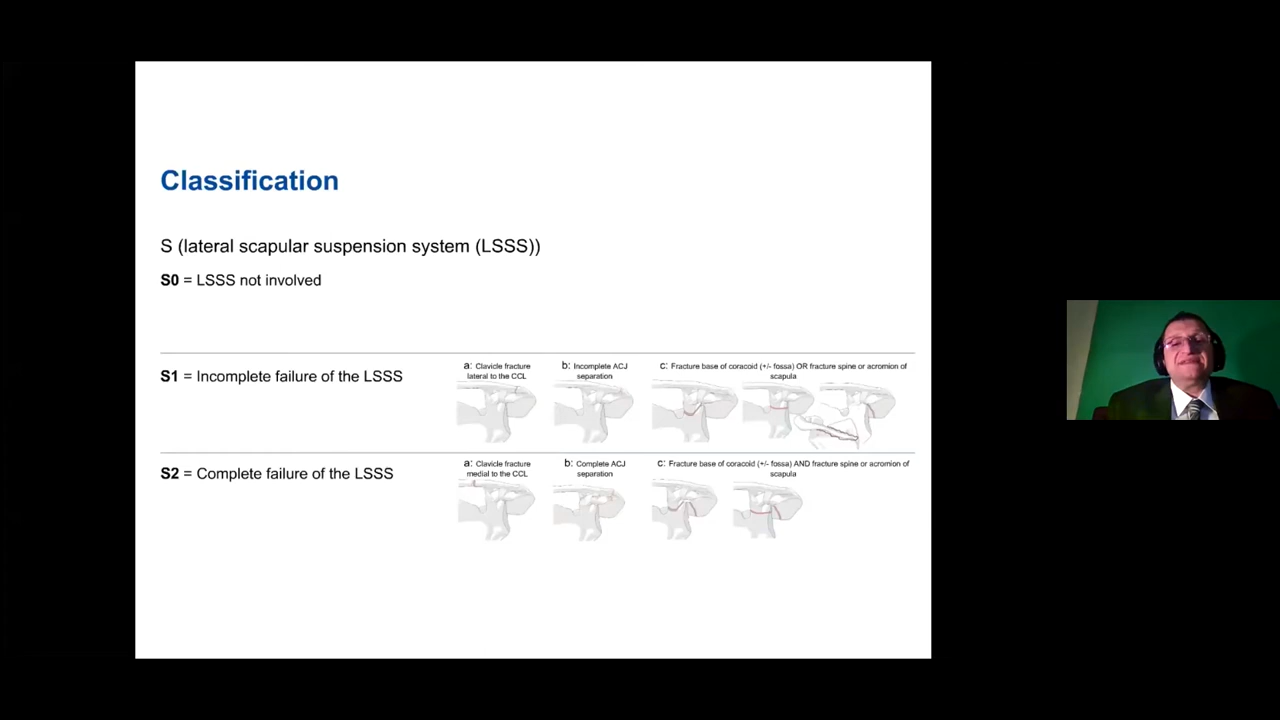 Classification
S (lateral scapular suspension system (LSSS))
S0 = LSSS not involved
S1 = Incomplete failure of the LSSS
a: Clavicle fracture
lateral to the CCL
b: Incomplete ACJ
separation
c: Fracture base of coracoid (+/- fossa) OR fracture spine or acromion of
scapula
S2 = Complete failure of the LSSS
a: Clavicle fracture
medial to the CCL
b: Complete ACJ
separation
c: Fracture base of coracoid (+/- fossa) AND fracture spine or acromion of
scapula